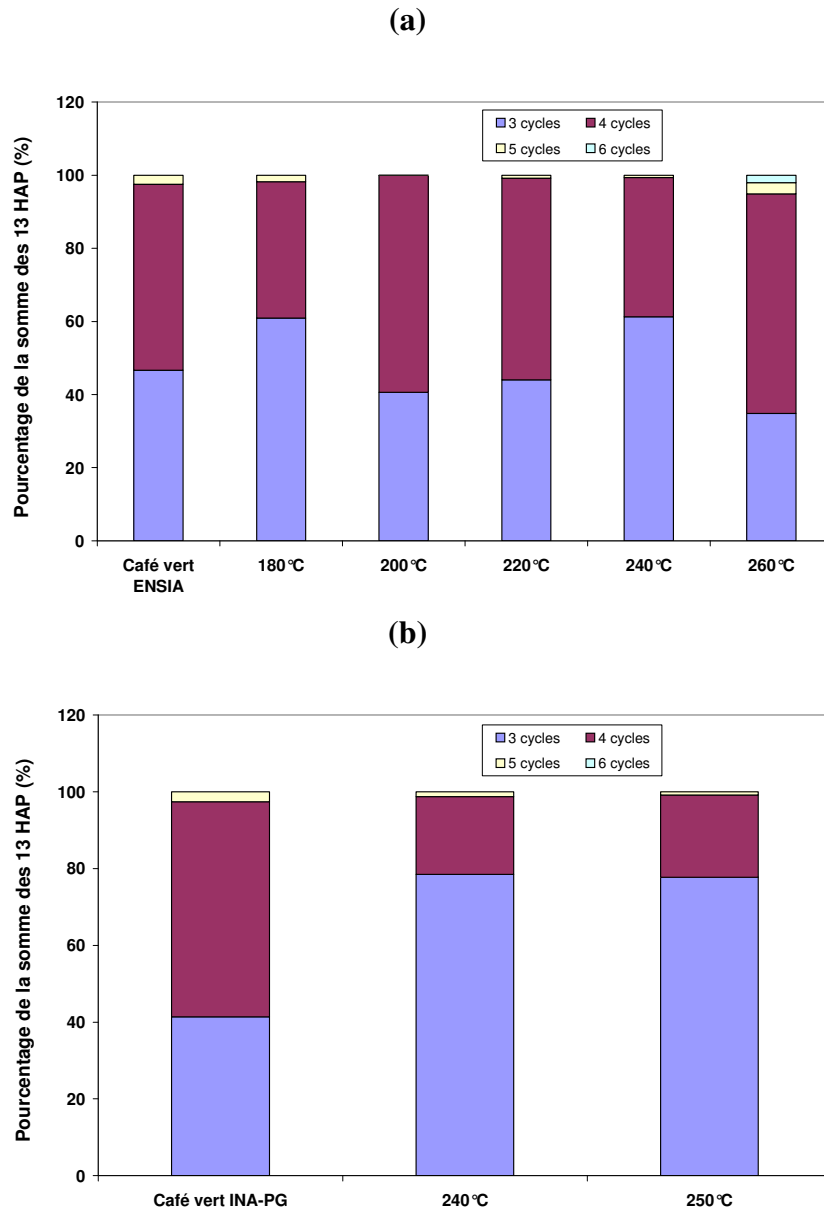 (a)
Pourcentage de la somme des 13 HAP (%)
120
100
80
60
40
20
0
3 cycles 4 cycles
5 cycles 6 cycles
Café vert ENSIA 180°C 200°C 220°C 240°C 260°C
(b)
Pourcentage de la somme des 13 HAP (%)
120
100
80
60
40
20
0
3 cycles 4 cycles
5 cycles 6 cycles
Café vert INA-PG 240°C 250°C